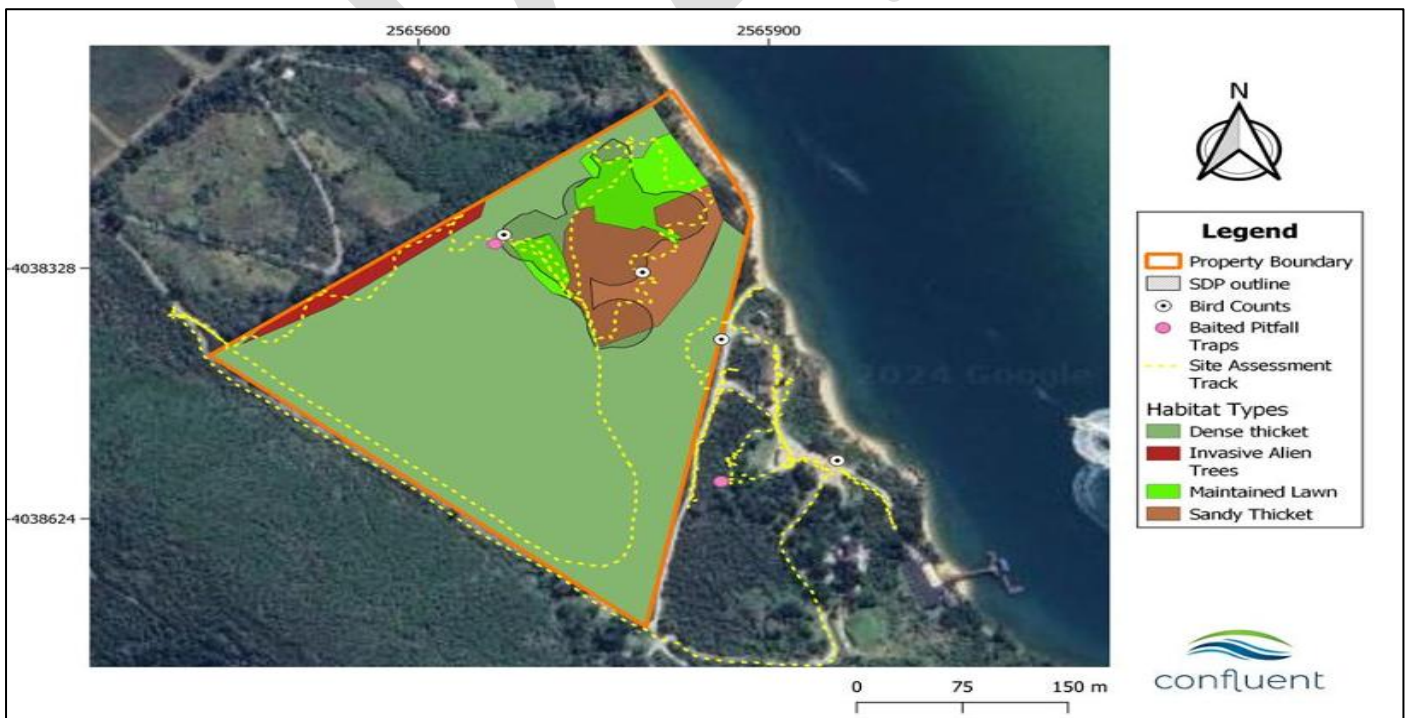 2565600
2565900
N
-4038328
-4038624
2024 Google
Legend
Property Boundary
SDP outline
Bird Counts
Baited Pitfall
Traps
Site Assessment
Track
Habitat Types
Dense thicket
Invasive Alien
Trees
Maintained Lawn
Sandy Thicket
0 75 150 m
confluent